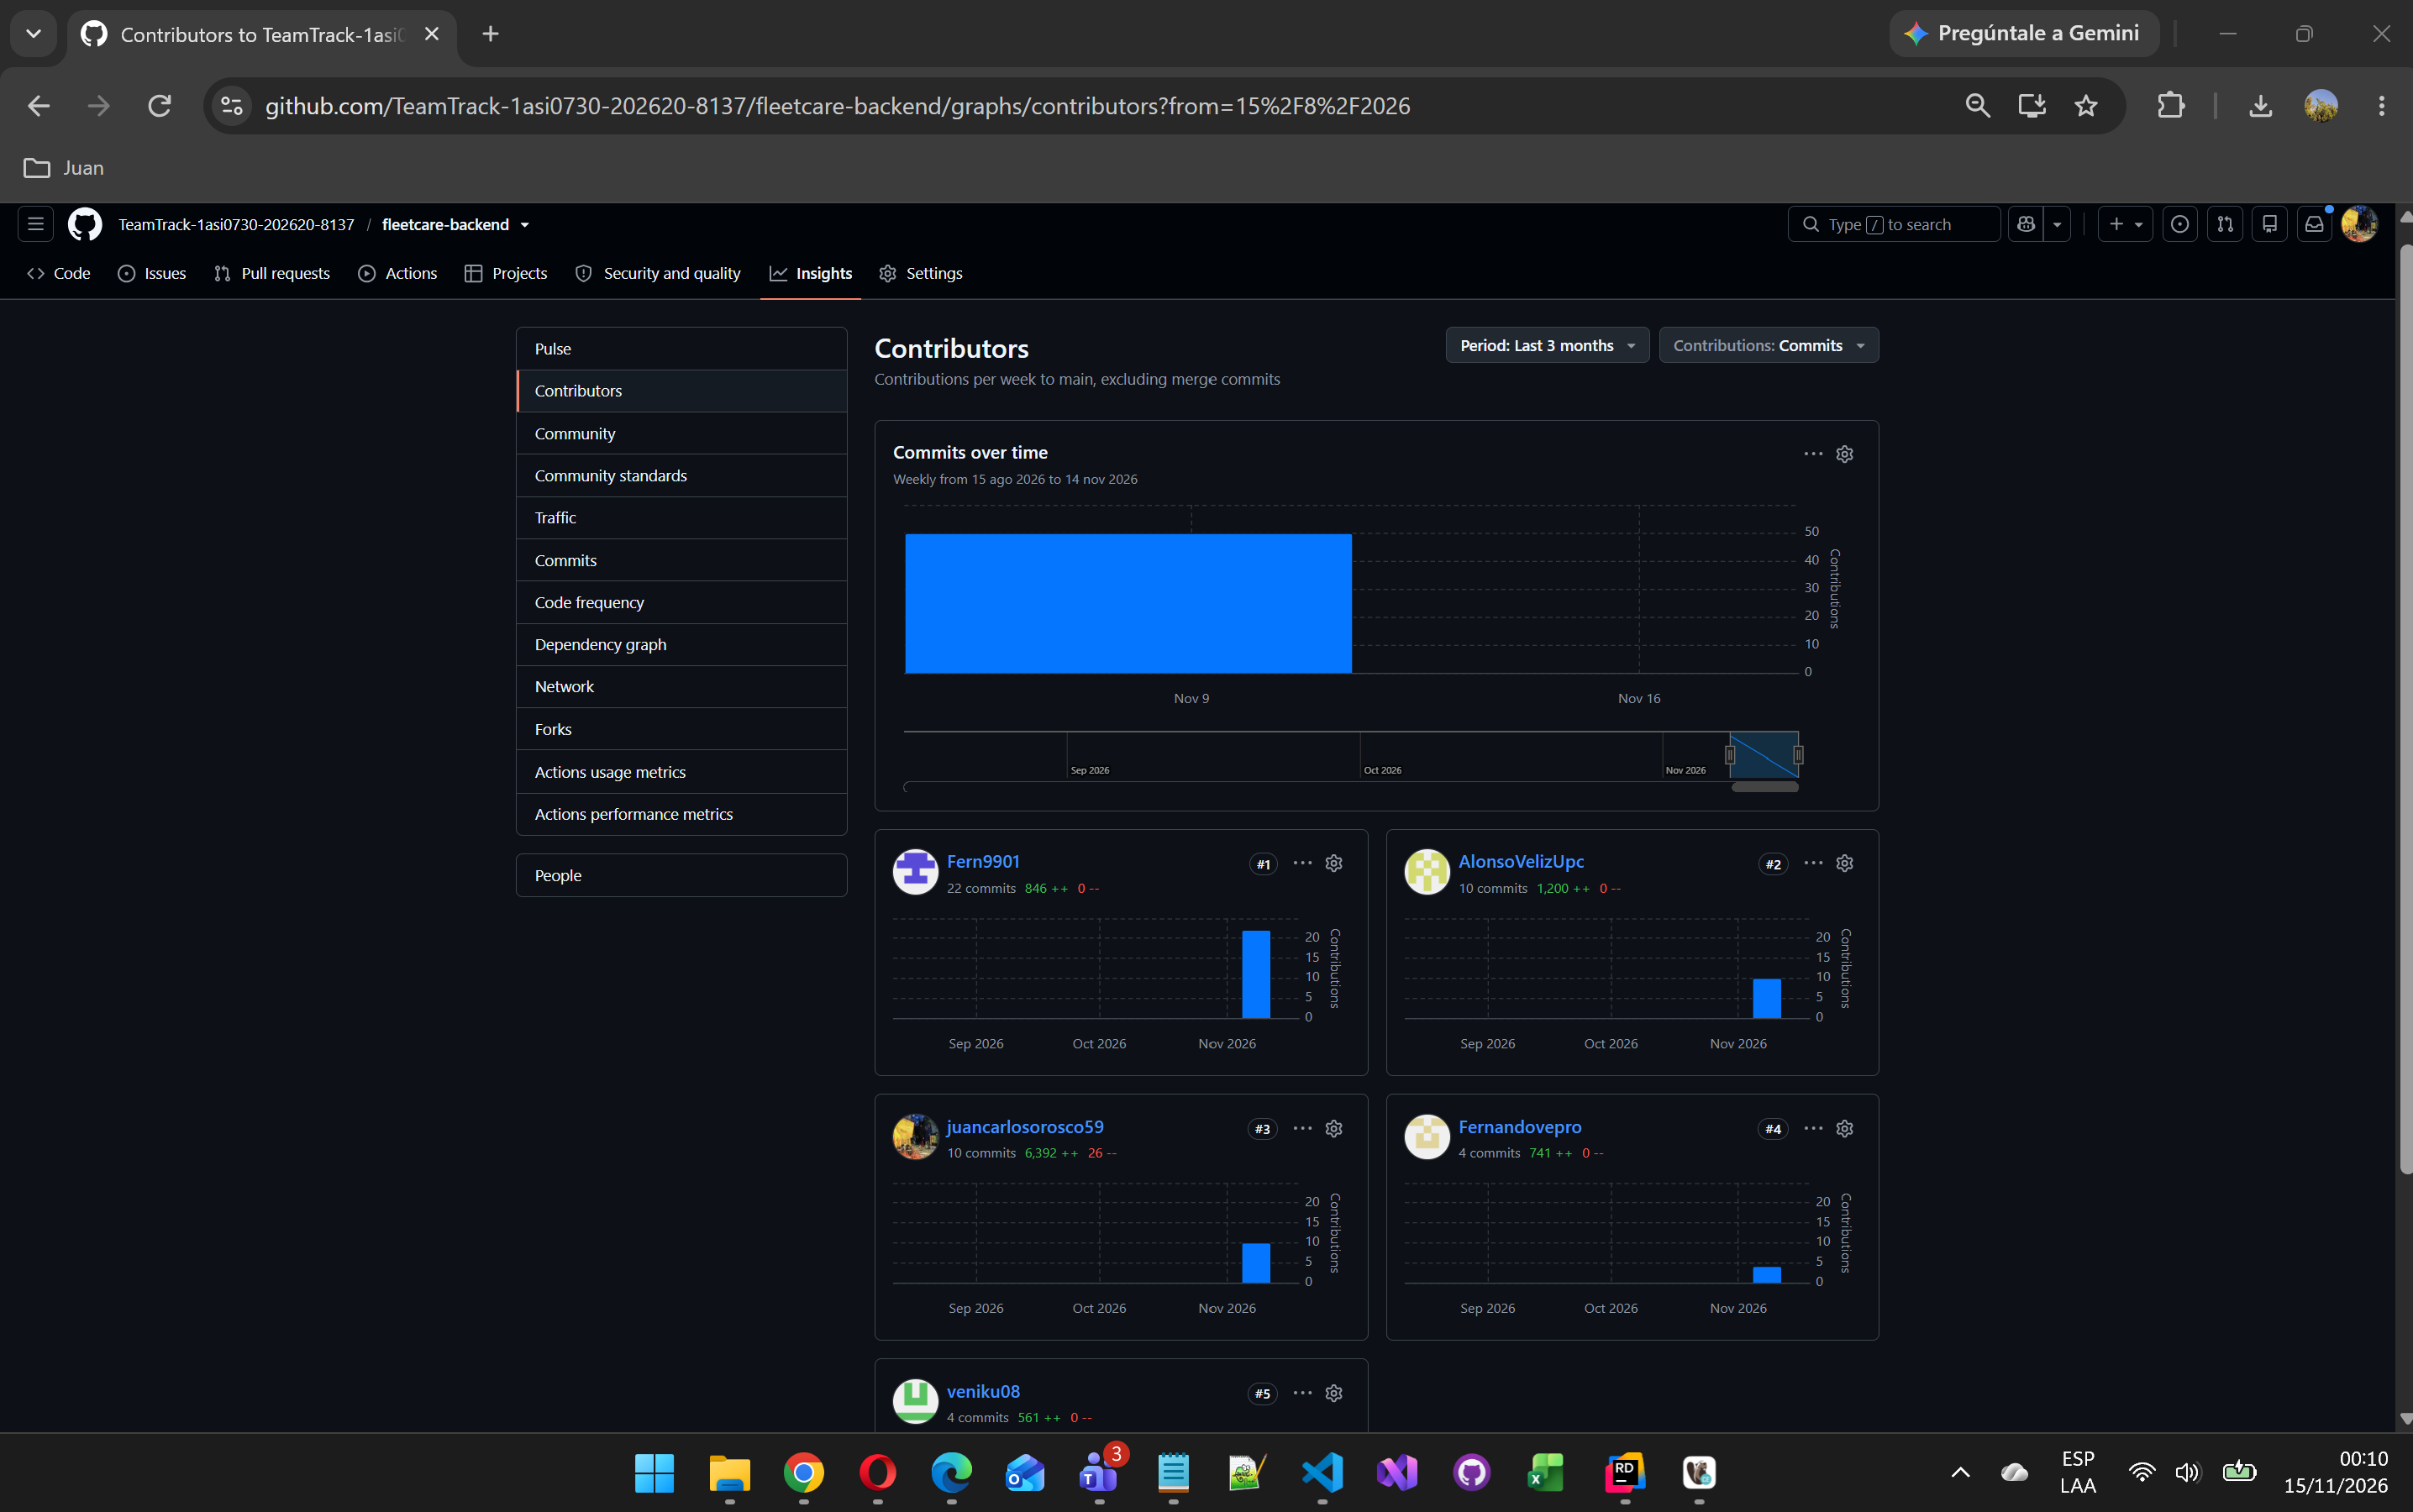 Contributors to TeamTrack-1asi0
Pregúntale a Gemini
github.com/TeamTrack-1asi0730-202620-8137/fleetcare-backend/graphs/contributors?from=15%2F8%2F2026
Juan
TeamTrack-1asi0730-202620-8137 / fleetcare-backend
Type / to search
Code Issues Pull requests Actions Projects Security and quality Insights Settings
Pulse
Contributors
Community
Community standards
Traffic
Commits
Code frequency
Dependency graph
Network
Forks
Actions usage metrics
Actions performance metrics
People
Contributors
Period: Last 3 months
Contributions: Commits
Contributions per week to main, excluding merge commits
Commits over time
Weekly from 15 ago 2026 to 14 nov 2026
50
40
30
20
10
0
Contributions
Nov 9 Nov 16
Sep 2026 Oct 2026 Nov 2026
Fern9901 #1
22 commits 846 ++ 0 --
20
15
10
5
0
Contributions
Sep 2026 Oct 2026 Nov 2026
AlonsoVelizUpc #2
10 commits 1,200 ++ 0 --
20
15
10
5
0
Contributions
Sep 2026 Oct 2026 Nov 2026
juancarlosorosco59 #3
10 commits 6,392 ++ 26 --
20
15
10
5
0
Contributions
Sep 2026 Oct 2026 Nov 2026
Fernandovepro #4
4 commits 741 ++ 0 --
20
15
10
5
0
Contributions
Sep 2026 Oct 2026 Nov 2026
veniku08 #5
4 commits 561 ++ 0 --
3
RD
ESP
LAA
00:10
15/11/2026